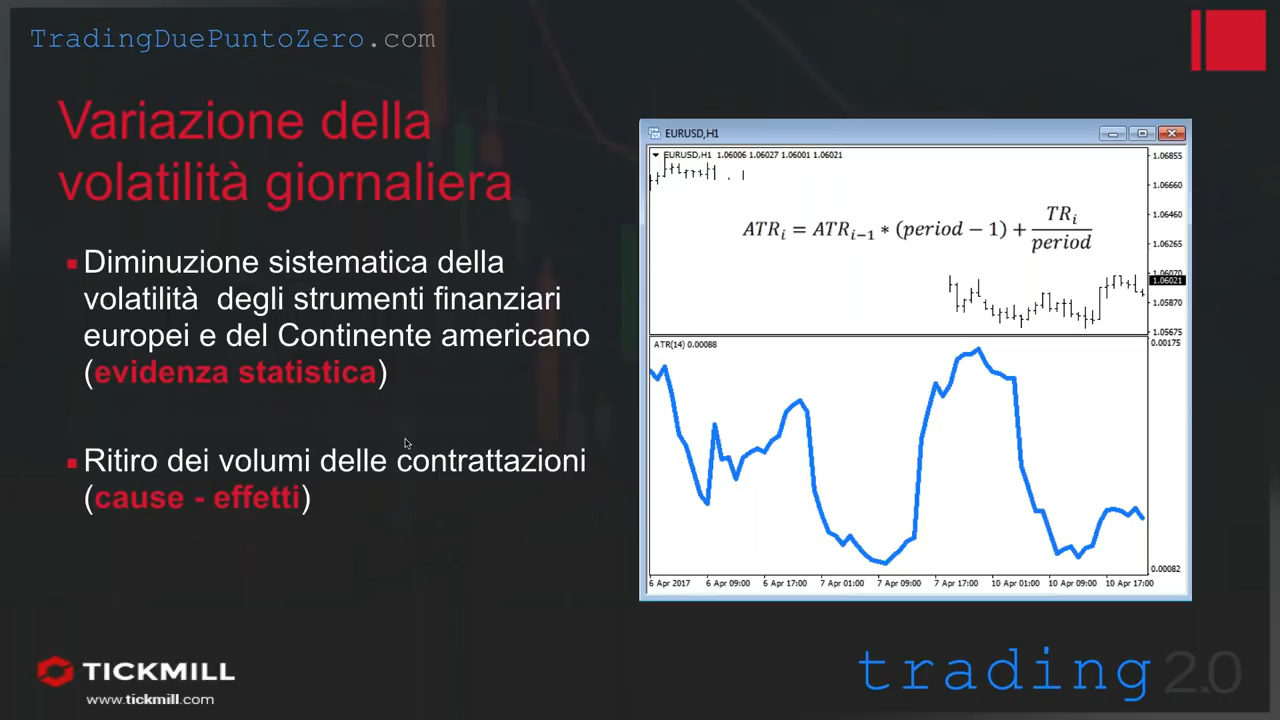 TradingDuePuntoZero.com
Variazione della
volatilità giornaliera
Diminuzione sistematica della
volatilità degli strumenti finanziari
europei e del Continente americano
(evidenza statistica)
Ritiro dei volumi delle contrattazioni
(cause - effetti)
EURUSD,H1
EURUSD,H1 1.06006 1.06027 1.06001 1.06021
1.06855
1.06660
1.06460
1.06265
1.06070
1.06021
1.05870
1.05675
ATR_i = ATR_{i-1} * (period - 1) + TR_i / period
ATR(14) 0.00088
0.00175
0.00082
6 Apr 2017 6 Apr 09:00 6 Apr 17:00 7 Apr 01:00 7 Apr 09:00 7 Apr 17:00 10 Apr 01:00 10 Apr 09:00 10 Apr 17:00
TICKMILL
www.tickmill.com
trading 2.0